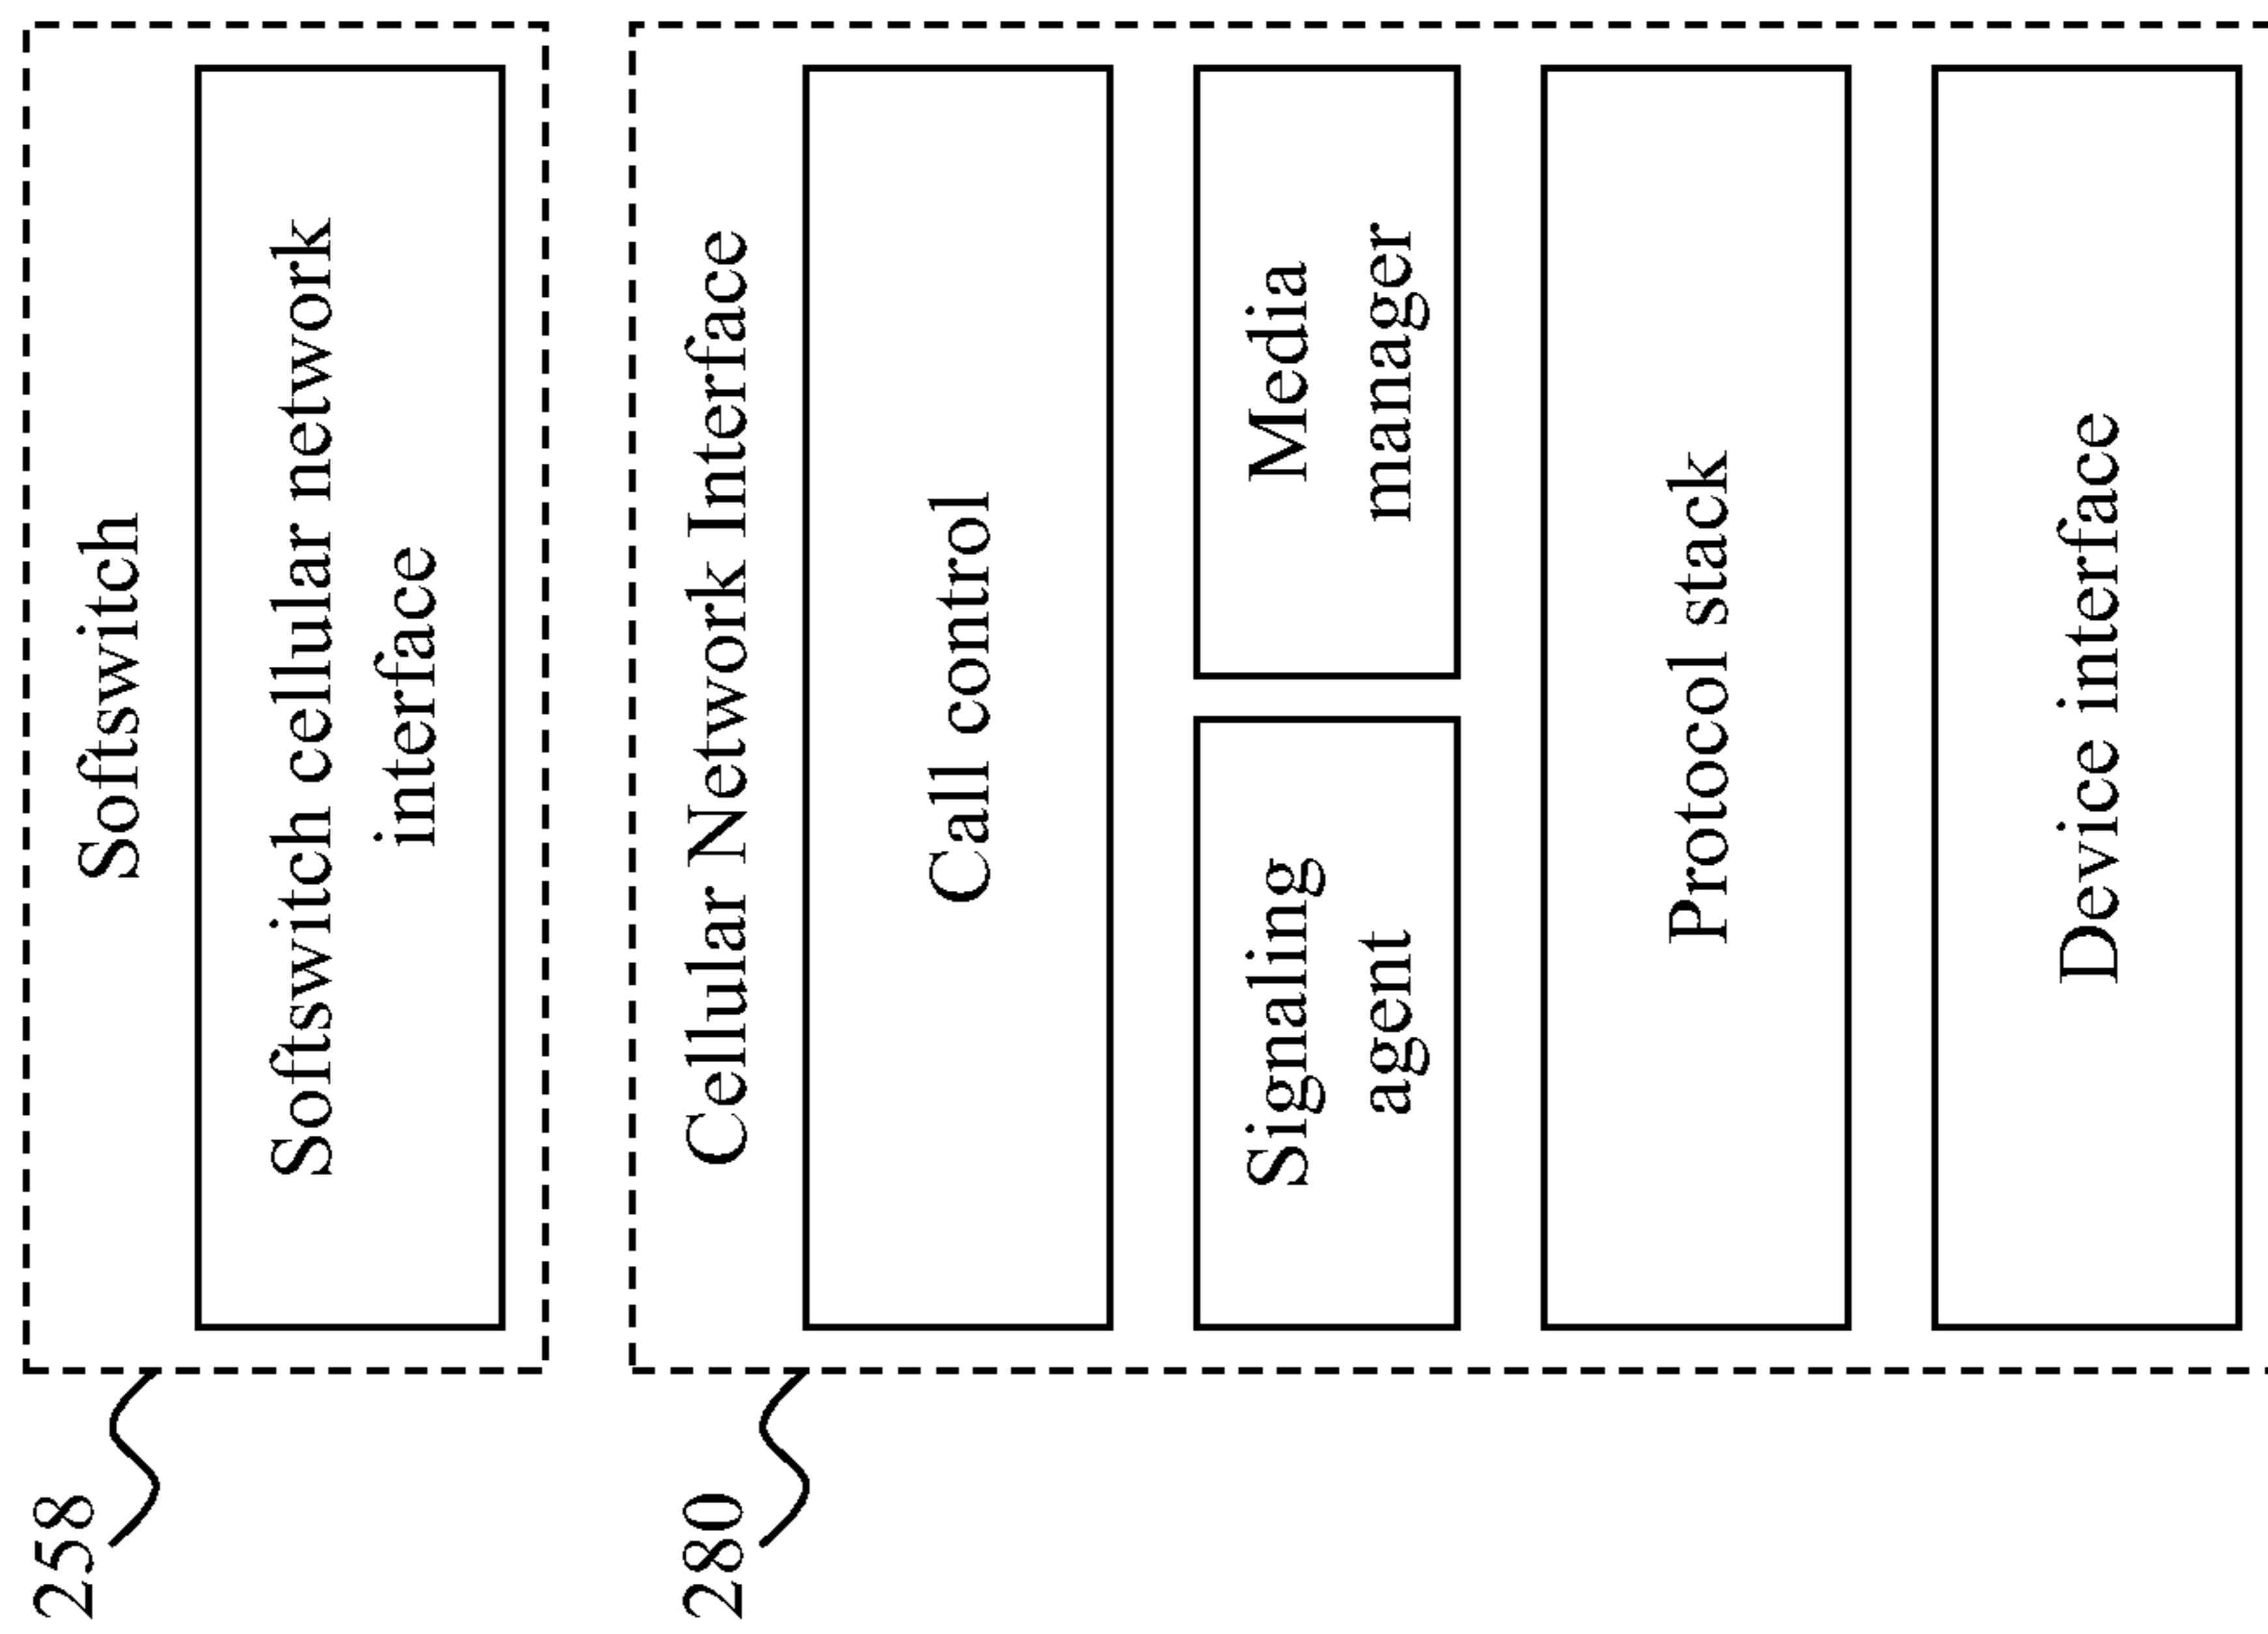 258
Softswitch
Softswitch cellular network
interface
280
Cellular Network Interface
Call control
Signaling
agent
Media
manager
Protocol stack
Device interface